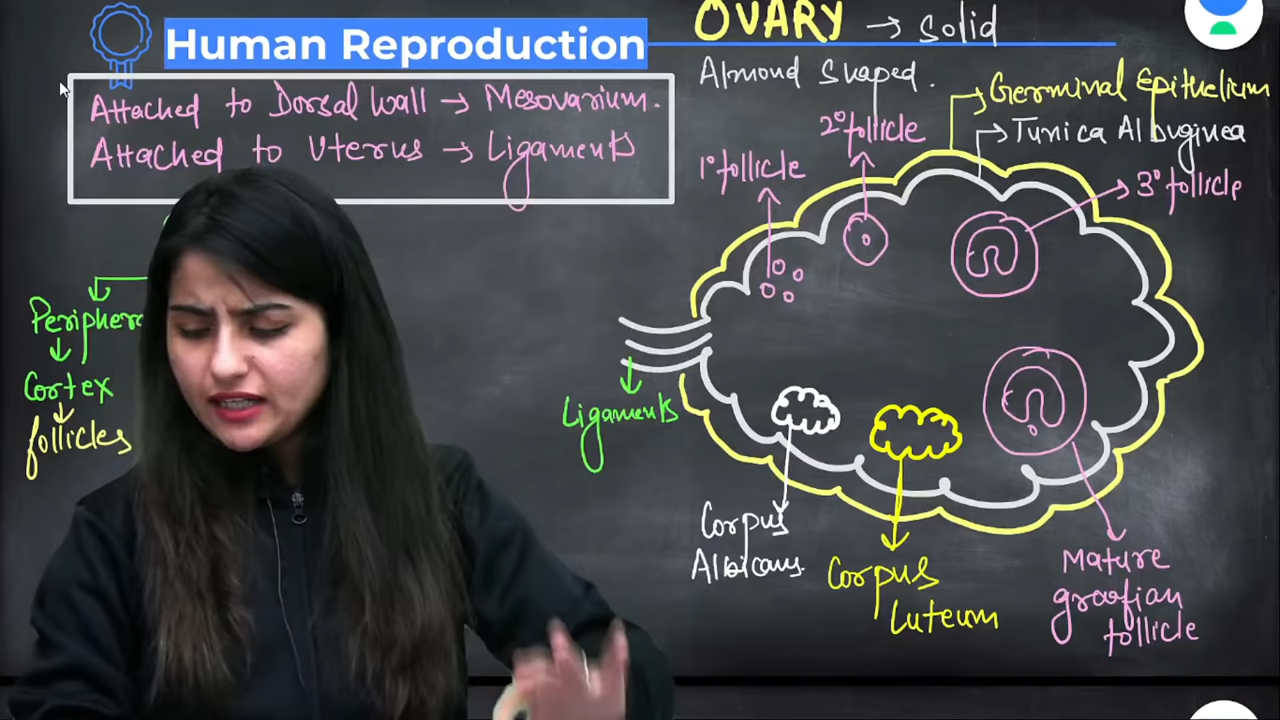 Human Reproduction
OVARY → Solid
Almond Shaped.
Attached to Dorsal wall → Mesovarium.
Attached to Uterus → Ligaments
Germinal Epithelium
Tunica Albuginea
1° follicle
2° follicle
3° follicle
Periphera
Cortex
follicles
Ligaments
Corpus
Albicans.
Corpus
Luteum
Mature
graafian
follicle